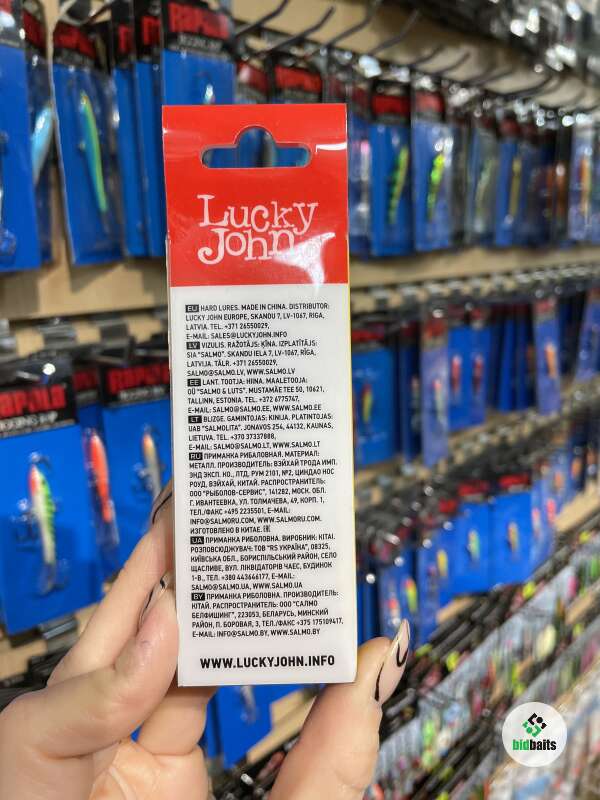 Lucky
John
EU HARD LURES. MADE IN CHINA. DISTRIBUTOR:
LUCKY JOHN EUROPE, SKANDU 7, LV-1067, RIGA,
LATVIA. TEL. +371 26550029,
E-MAIL: SALES@LUCKYJOHN.INFO
LV VIZULIS. RAŽOTĀJS: ĶĪNA. IZPLATĪTĀJS:
SIA "SALMO". SKANDU IELA 7, LV-1067, RĪGA,
LATVIJA. TĀLR. +371 26550029,
SALMO@SALMO.LV, WWW.SALMO.LV
EE LANT. TOOTJA: HIINA. MAALETOOJA:
OÜ "SALMO & LUTS". MUSTAMÄE TEE 50, 10621,
TALLINN, ESTONIA. TEL. +372 6775747,
E-MAIL: SALMO@SALMO.EE, WWW.SALMO.EE
LT BLIZGE. GAMINTOJAS: KINIJA. PLATINTOJAS:
UAB "SALMOLITA". JONAVOS 254, 44132, KAUNAS,
LIETUVA. TEL. +370 37337888,
E-MAIL: SALMO@SALMO.LT, WWW.SALMO.LT
RU ПРИМАНКА РЫБАЛОВНАЯ. МАТЕРИАЛ:
МЕТАЛЛ. ПРОИЗВОДИТЕЛЬ: ВЭЙХАЙ ТРОДА ИМП.
ЭНД ЭКСП. КО., ЛТД, РУМ 2101, №2, ЦИНДАО НОС
РОУД, ВЭЙХАЙ, КИТАЙ. РАСПРОСТРАНИТЕЛЬ:
ООО "РЫБОЛОВ-СЕРВИС", 141282, МОСК. ОБЛ.
Г. ИВАНТЕЕВКА, УЛ. ТОЛМАЧЕВА, 49, КОРП. 1,
ТЕЛ./ФАКС +495 2235501, E-MAIL:
INFO@SALMORU.COM, WWW.SALMORU.COM.
ИЗГОТОВЛЕНО В КИТАЕ.
UA ПРИМАНКА РИБОЛОВНА. ВИРОБНИК: КИТАЙ.
РОЗПОВСЮДЖУВАЧ: ТОВ "RS УКРАЇНА", 08325,
КИЇВСЬКА ОБЛ., БОРИСПІЛЬСЬКИЙ РАЙОН, СЕЛО
ЩАСЛИВЕ, ВУЛ. ЛІКВІДАТОРІВ ЧАЕС, БУДИНОК
1-В., ТЕЛ. +380 443646177, E-MAIL:
SALMO@SALMO.UA, WWW.SALMO.UA
BY ПРИМАНКА РИБОЛОВНАЯ. ПРОИЗВОДИТЕЛЬ:
КИТАЙ. РАСПРОСТРАНИТЕЛЬ: ООО "САЛМО
БЕЛФИШИНГ", 223053, БЕЛАРУСЬ, МИНСКИЙ
РАЙОН, П. БОРОВАЯ, 3, ТЕЛ./ФАКС +375 175109417,
E-MAIL: INFO@SALMO.BY, WWW.SALMO.BY
WWW.LUCKYJOHN.INFO
RAPALA
RAPALA
RAPALA
bidbaits